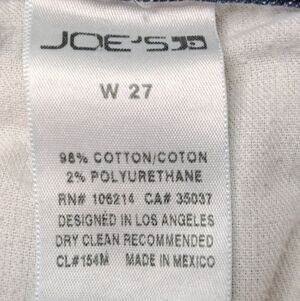 JOE'S
W 27
98% COTTON/COTON
2% POLYURETHANE
RN# 106214 CA# 35037
DESIGNED IN LOS ANGELES
DRY CLEAN RECOMMENDED
CL#154M MADE IN MEXICO